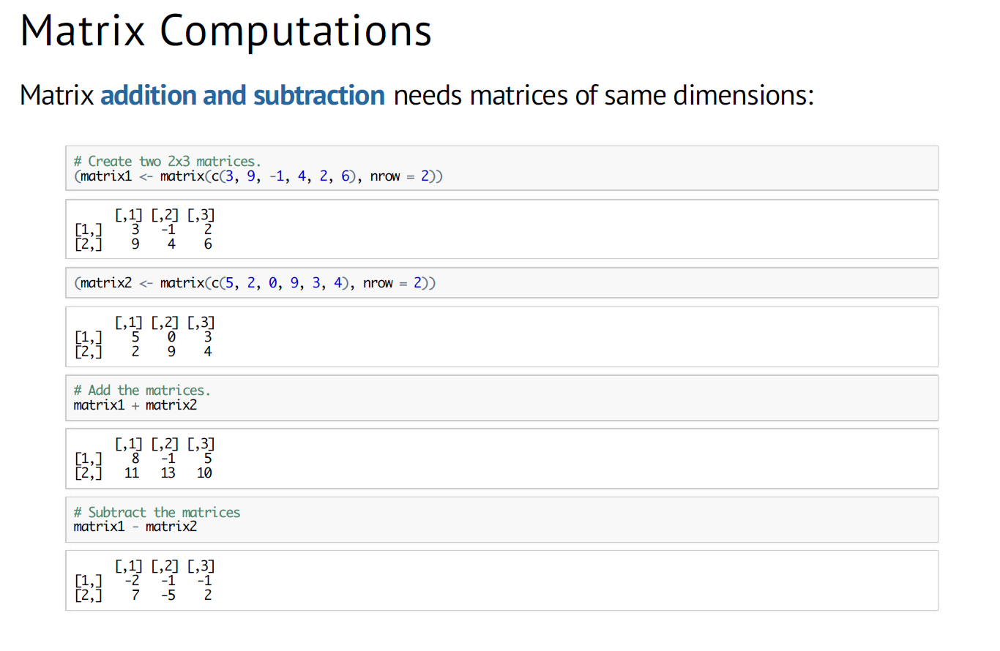 Matrix Computations
Matrix addition and subtraction needs matrices of same dimensions:
# Create two 2x3 matrices.
(matrix1 <- matrix(c(3, 9, -1, 4, 2, 6), nrow = 2))
     [,1] [,2] [,3]
[1,]    3   -1    2
[2,]    9    4    6
(matrix2 <- matrix(c(5, 2, 0, 9, 3, 4), nrow = 2))
     [,1] [,2] [,3]
[1,]    5    0    3
[2,]    2    9    4
# Add the matrices.
matrix1 + matrix2
     [,1] [,2] [,3]
[1,]    8   -1    5
[2,]   11   13   10
# Subtract the matrices
matrix1 - matrix2
     [,1] [,2] [,3]
[1,]   -2   -1   -1
[2,]    7   -5    2